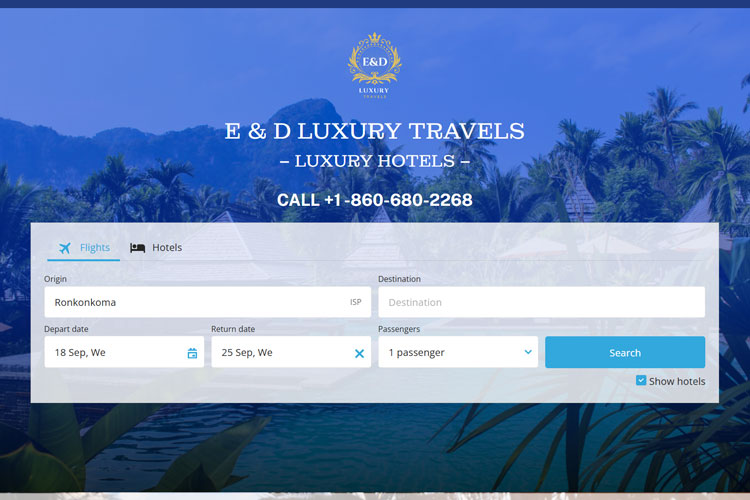 E&D
LUXURY
TRAVELS
E & D LUXURY TRAVELS
– LUXURY HOTELS –
CALL +1-860-680-2268
Flights Hotels
Origin Destination
Ronkonkoma ISP Destination
Depart date Return date Passengers
18 Sep, We 25 Sep, We 1 passenger Search
Show hotels